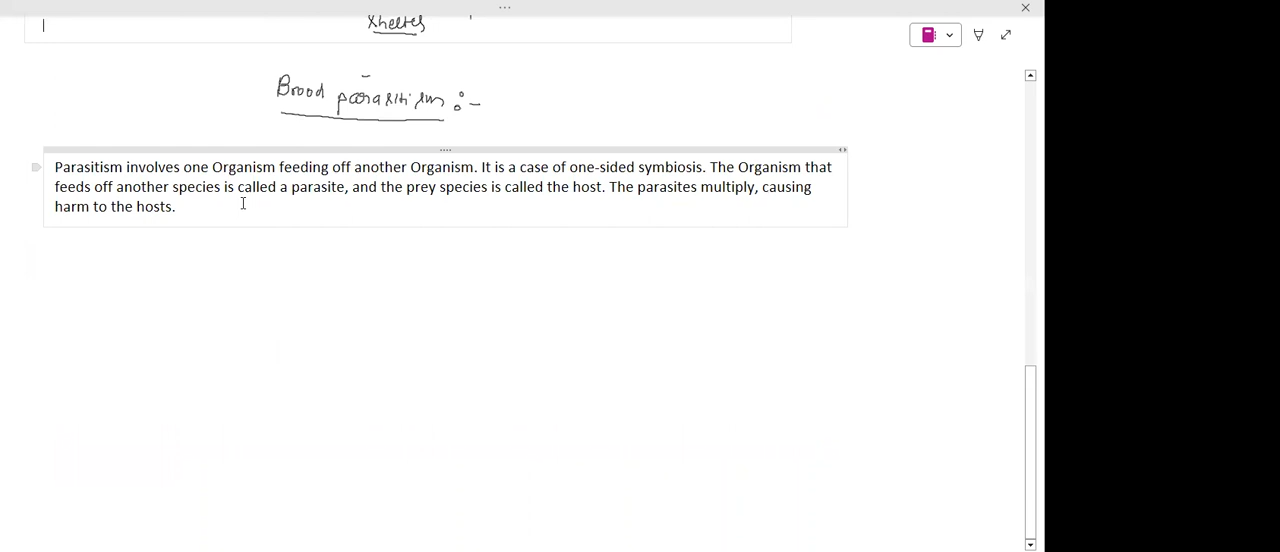 shelter
Brood parasitism :-
Parasitism involves one Organism feeding off another Organism. It is a case of one-sided symbiosis. The Organism that
feeds off another species is called a parasite, and the prey species is called the host. The parasites multiply, causing
harm to the hosts.